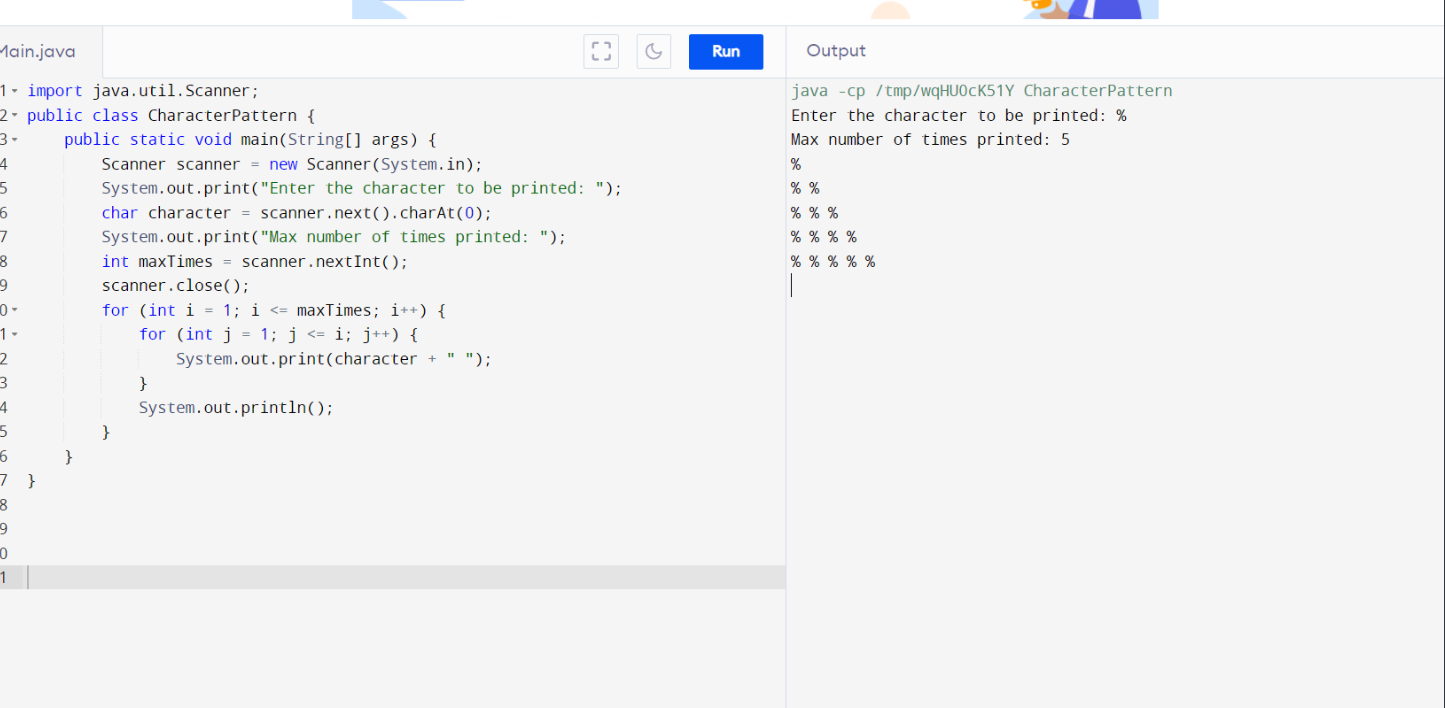 Main.java
Run
Output
1 import java.util.Scanner;
2 public class CharacterPattern {
3     public static void main(String[] args) {
4         Scanner scanner = new Scanner(System.in);
5         System.out.print("Enter the character to be printed: ");
6         char character = scanner.next().charAt(0);
7         System.out.print("Max number of times printed: ");
8         int maxTimes = scanner.nextInt();
9         scanner.close();
0         for (int i = 1; i <= maxTimes; i++) {
1             for (int j = 1; j <= i; j++) {
2                 System.out.print(character + " ");
3             }
4             System.out.println();
5         }
6     }
7 }
8
9
0
1
java -cp /tmp/wqHUOcK51Y CharacterPattern
Enter the character to be printed: %
Max number of times printed: 5
%
% %
% % %
% % % %
% % % % %